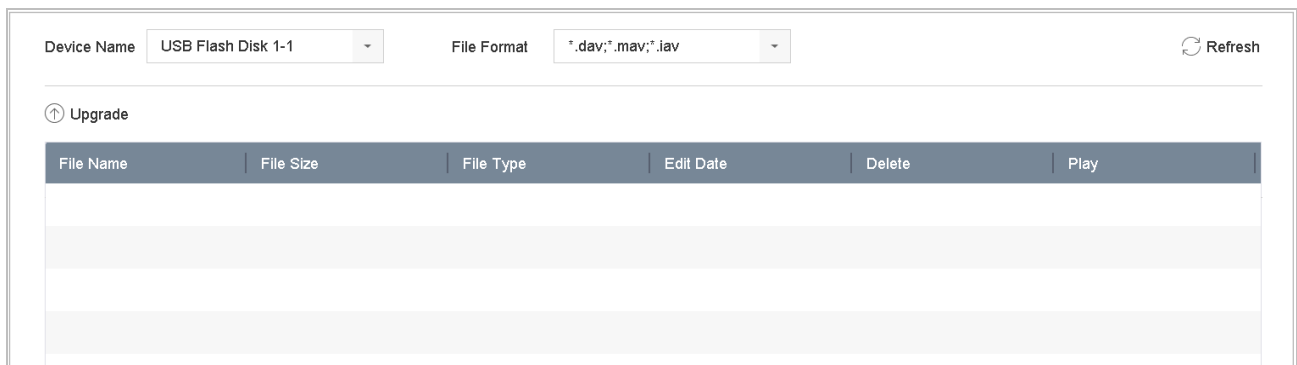 Device Name USB Flash Disk 1-1 File Format *.dav;*.mav;*.iav Refresh
Upgrade
File Name File Size File Type Edit Date Delete Play